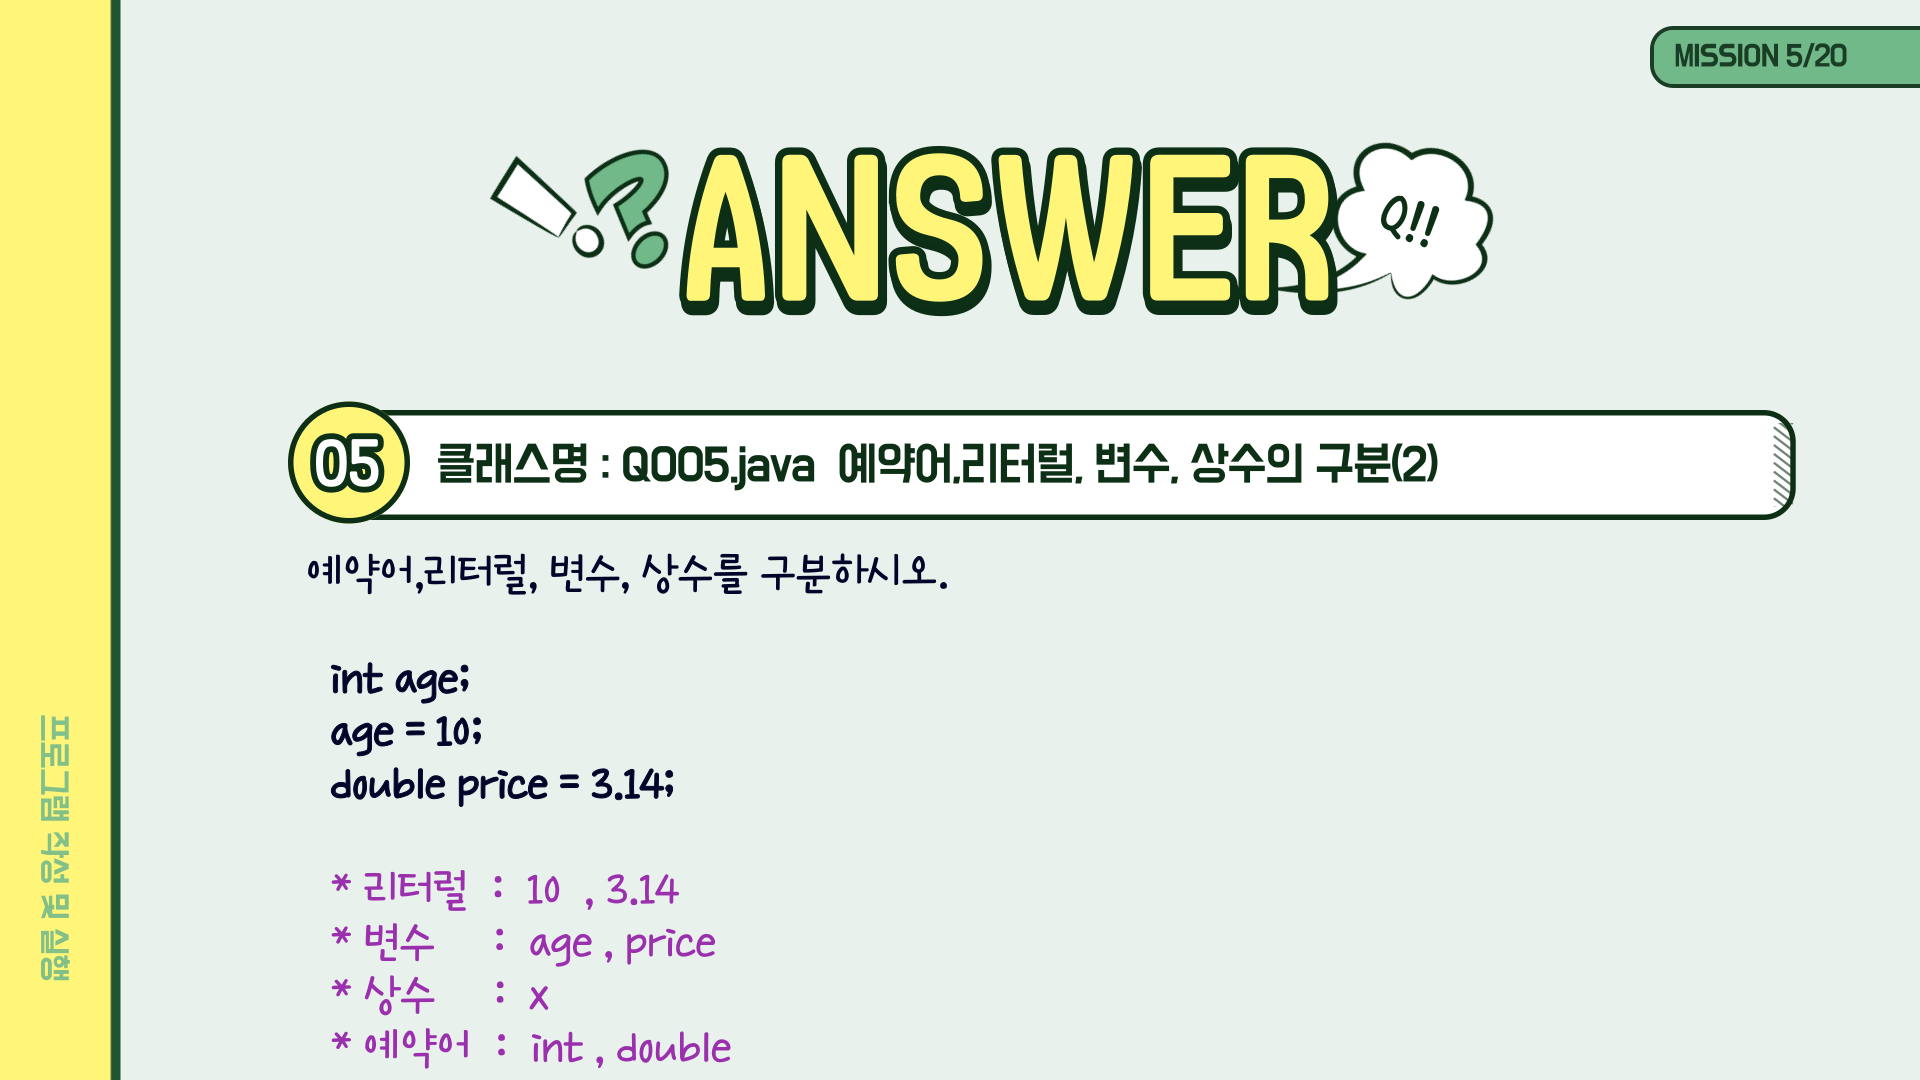 MISSION 5/20
!?
ANSWER
Q!!
05
클래스명 : Q005.java 예약어,리터럴, 변수, 상수의 구분(2)
예약어,리터럴, 변수, 상수를 구분하시오.
int age;
age = 10;
double price = 3.14;
* 리터럴 : 10 , 3.14
* 변수 : age , price
* 상수 : x
* 예약어 : int , double
프로그램 작성 및 실행